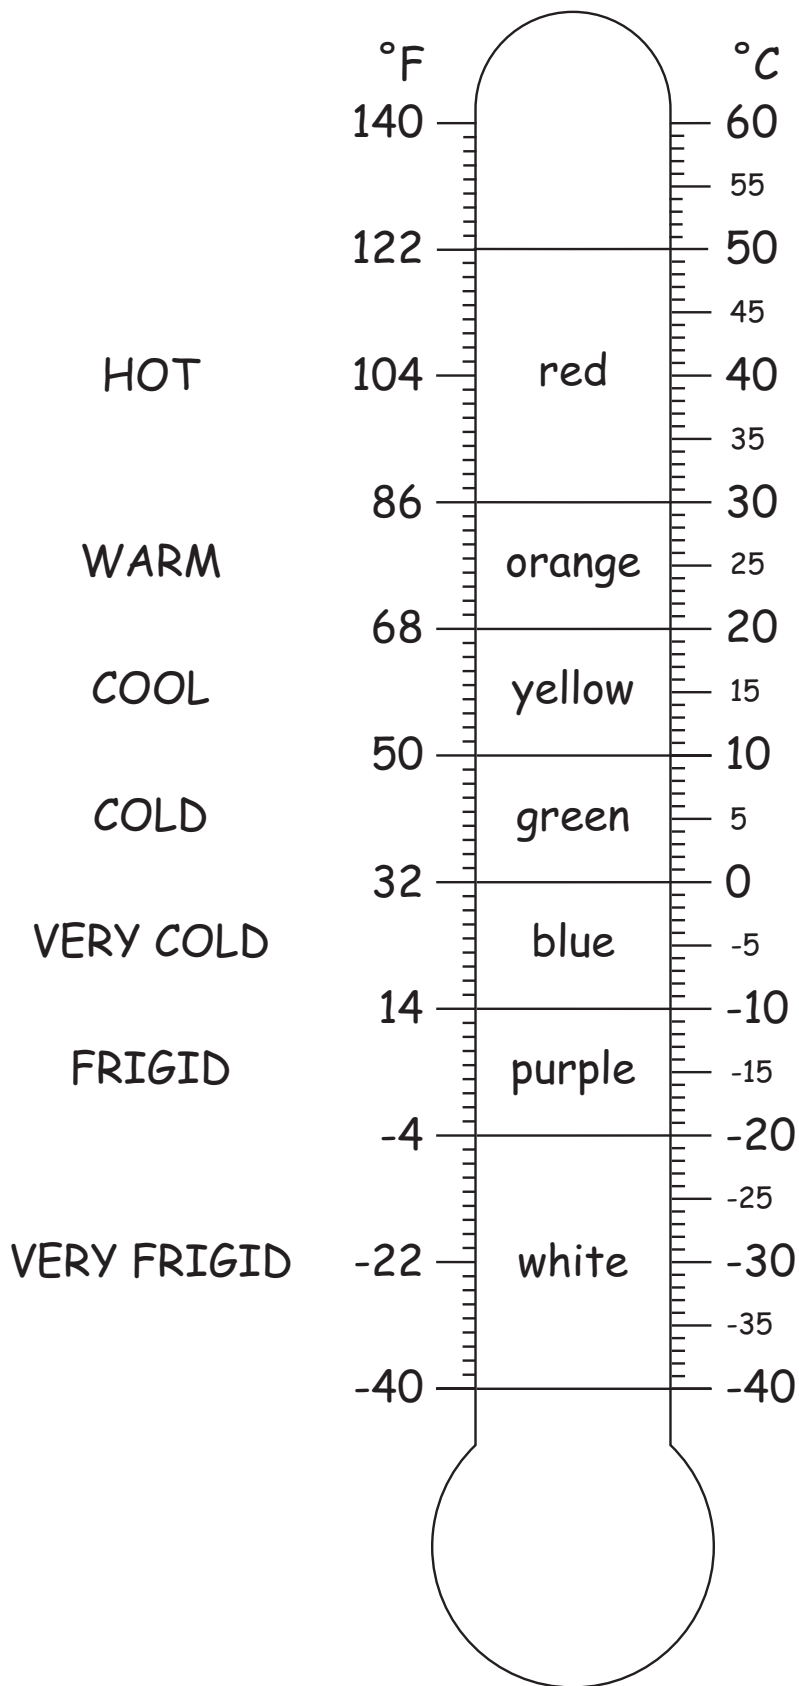 °F °C
140 60
55
122 50
45
HOT 104 red 40
35
86 30
WARM orange 25
68 20
COOL yellow 15
50 10
COLD green 5
32 0
VERY COLD blue -5
14 -10
FRIGID purple -15
-4 -20
-25
VERY FRIGID -22 white -30
-35
-40 -40